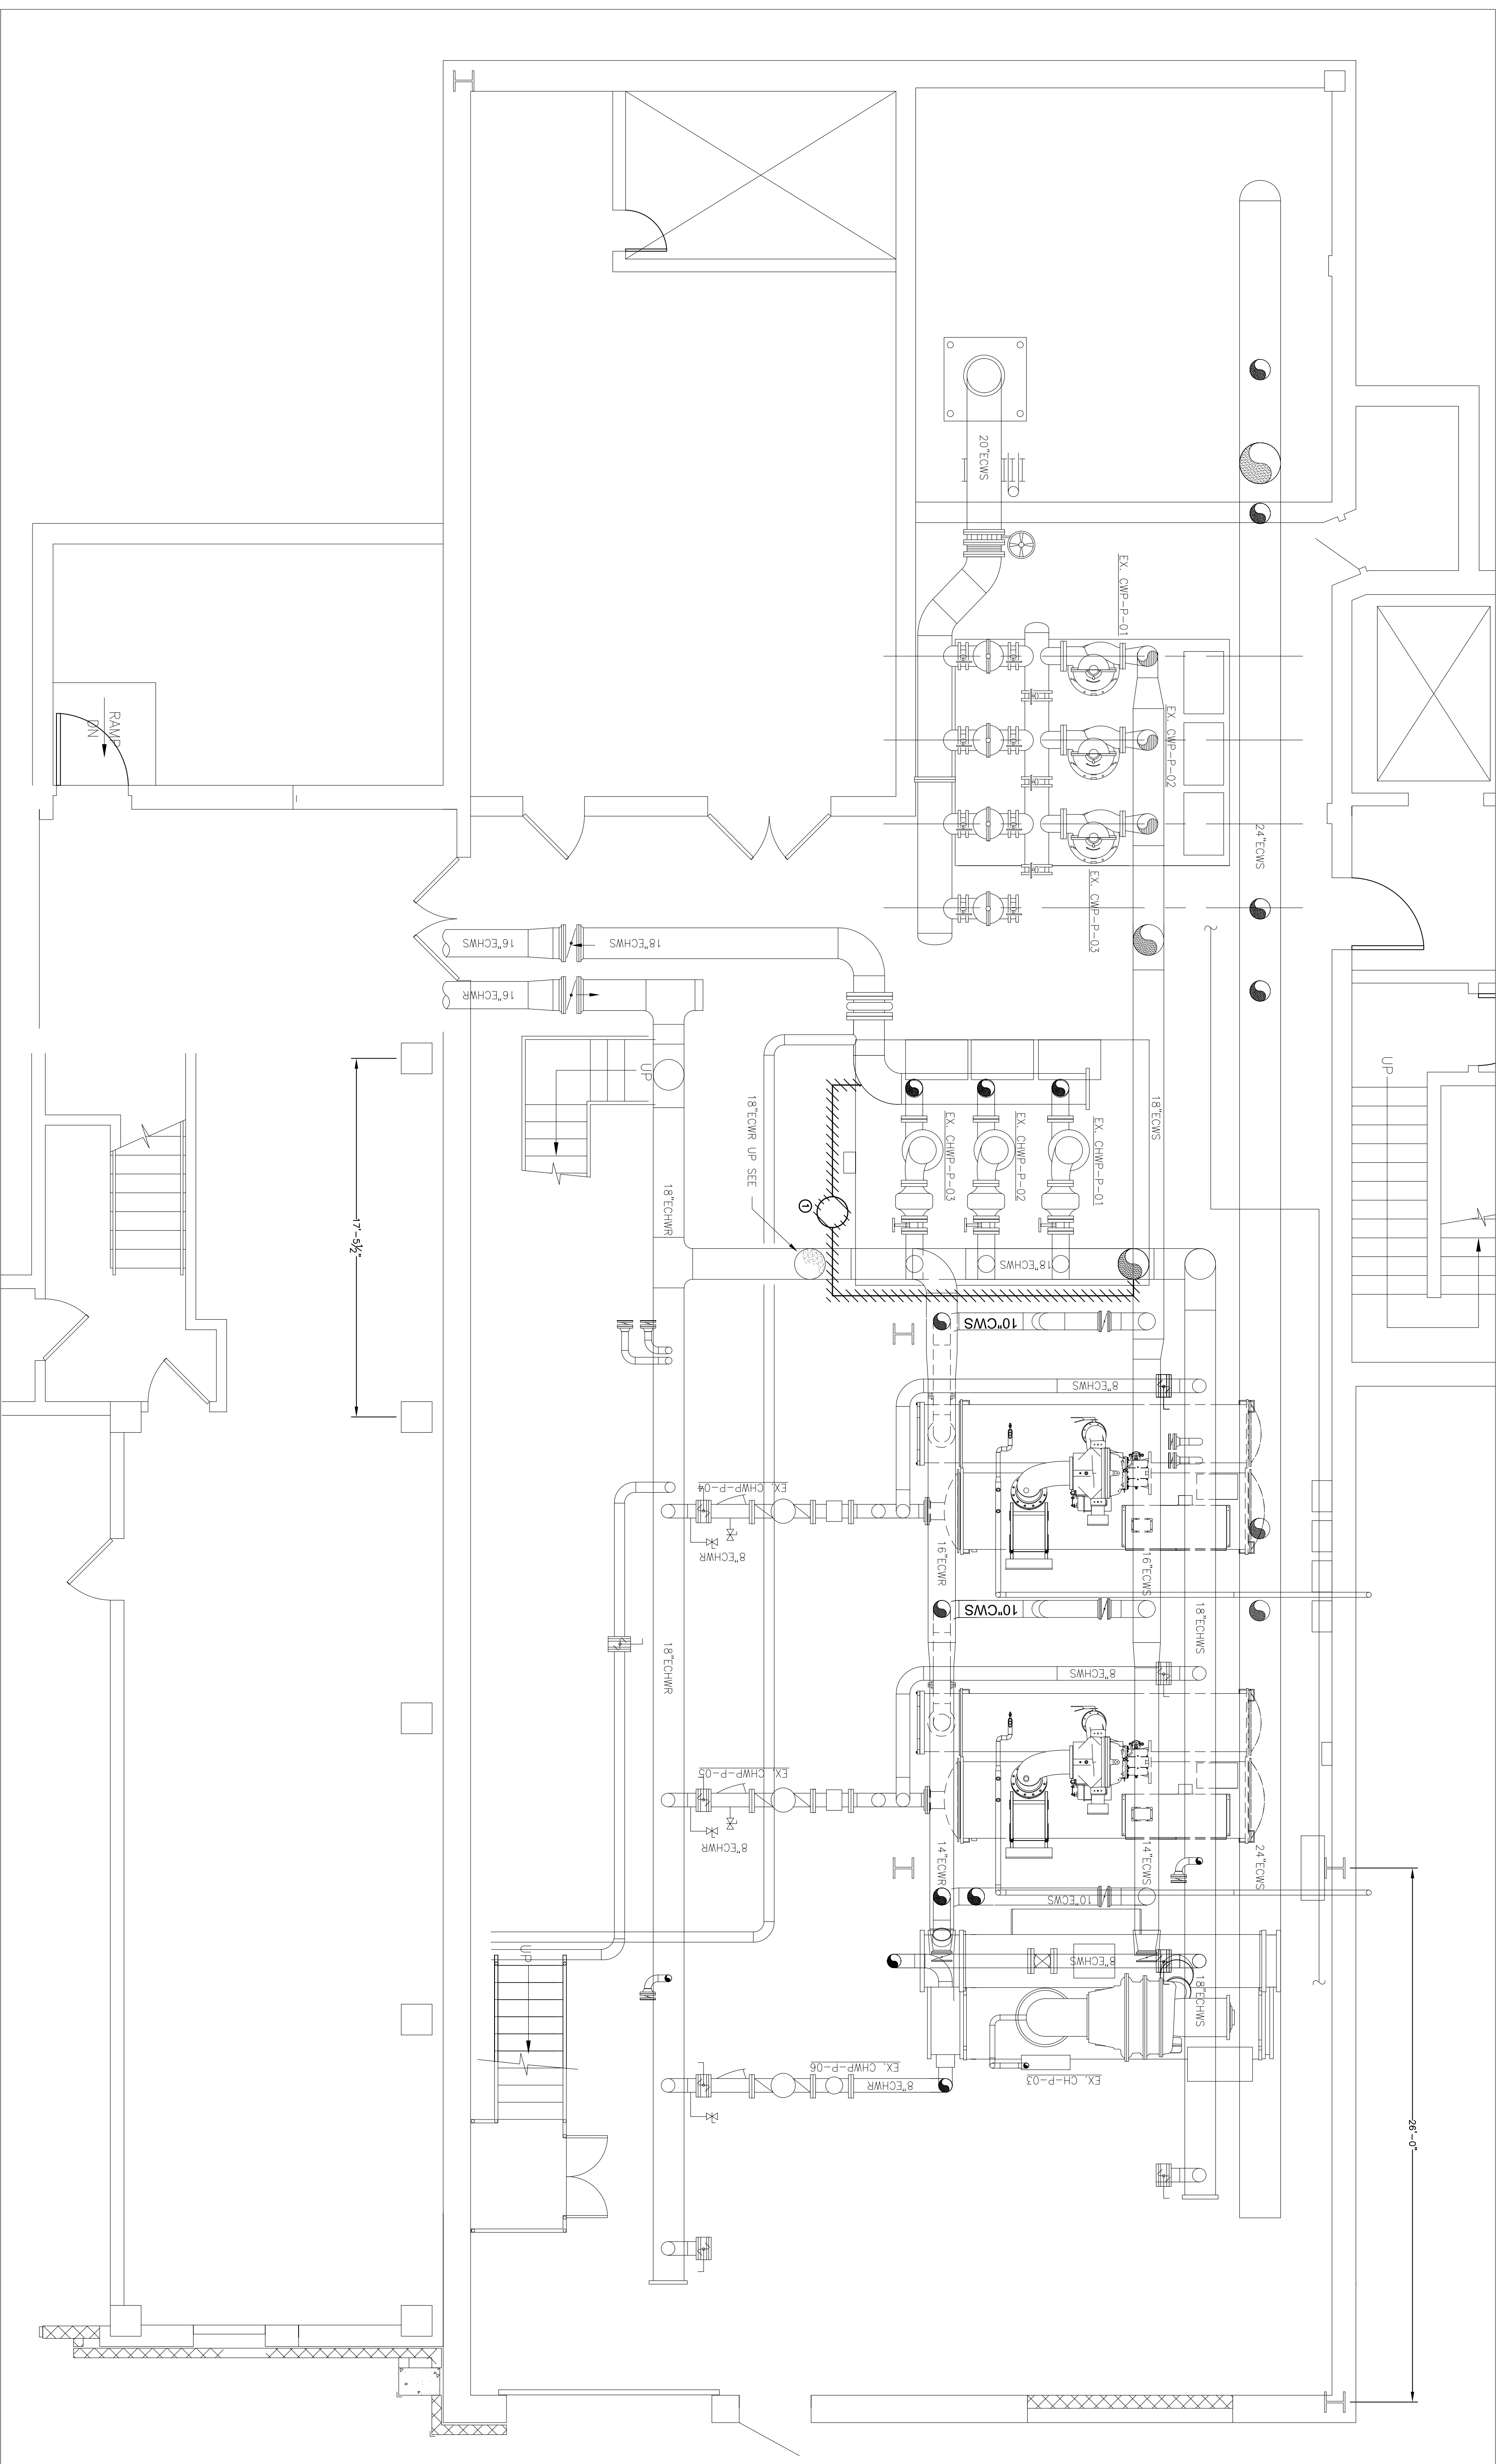 20"ECWS
EX. CWP-P-01
EX. CWP-P-02
24"ECWS
EX. CWP-P-03
RAMP
DN
16"ECHWS
18"ECHWS
16"ECHWR
UP
UP
17'-5½"
18"ECWR UP SEE
18"ECHWR
1
EX. CHWP-P-03
EX. CHWP-P-02
EX. CHWP-P-01
18"ECWS
18"ECHWS
10"CWS
8"ECHWS
EX. CHWP-P-04
8"ECHWR
16"ECWR
16"ECWS
10"CWS
18"ECHWS
18"ECHWR
8"ECHWS
EX. CHWP-P-05
8"ECHWR
14"ECWR
14"ECWS
24"ECWS
10"ECWS
UP
8"ECHWS
18"ECHWS
EX. CHWP-P-06
8"ECHWR
EX. CH-P-03
26'-0"